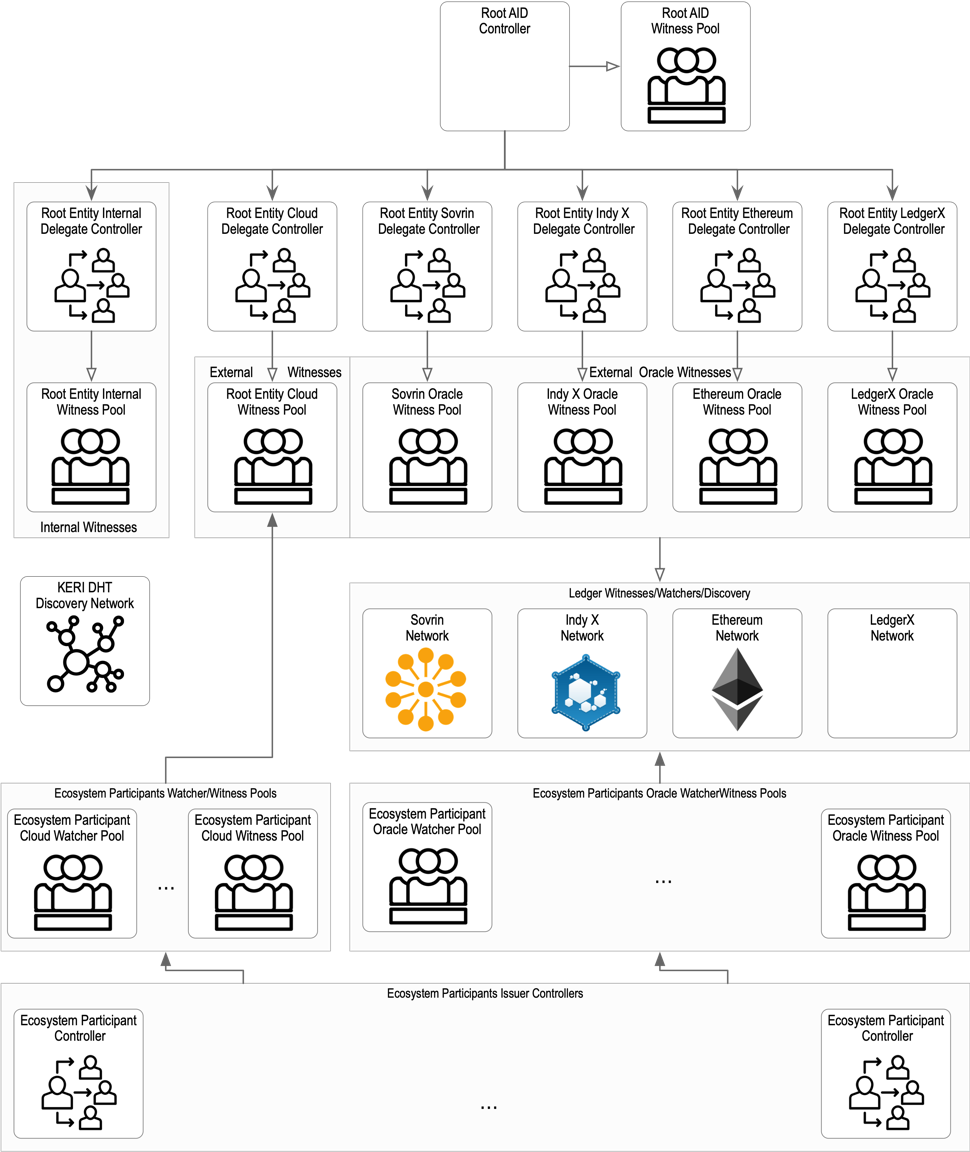 Root AID
Controller
Root AID
Witness Pool
Root Entity Internal
Delegate Controller
Root Entity Cloud
Delegate Controller
Root Entity Sovrin
Delegate Controller
Root Entity Indy X
Delegate Controller
Root Entity Ethereum
Delegate Controller
Root Entity LedgerX
Delegate Controller
External Witnesses
External Oracle Witnesses
Root Entity Internal
Witness Pool
Root Entity Cloud
Witness Pool
Sovrin Oracle
Witness Pool
Indy X Oracle
Witness Pool
Ethereum Oracle
Witness Pool
LedgerX Oracle
Witness Pool
Internal Witnesses
KERI DHT
Discovery Network
Ledger Witnesses/Watchers/Discovery
Sovrin
Network
Indy X
Network
Ethereum
Network
LedgerX
Network
Ecosystem Participants Watcher/Witness Pools
Ecosystem Participant
Cloud Watcher Pool
...
Ecosystem Participant
Cloud Witness Pool
Ecosystem Participants Oracle WatcherWitness Pools
Ecosystem Participant
Oracle Watcher Pool
...
Ecosystem Participant
Oracle Witness Pool
Ecosystem Participants Issuer Controllers
Ecosystem Participant
Controller
...
Ecosystem Participant
Controller